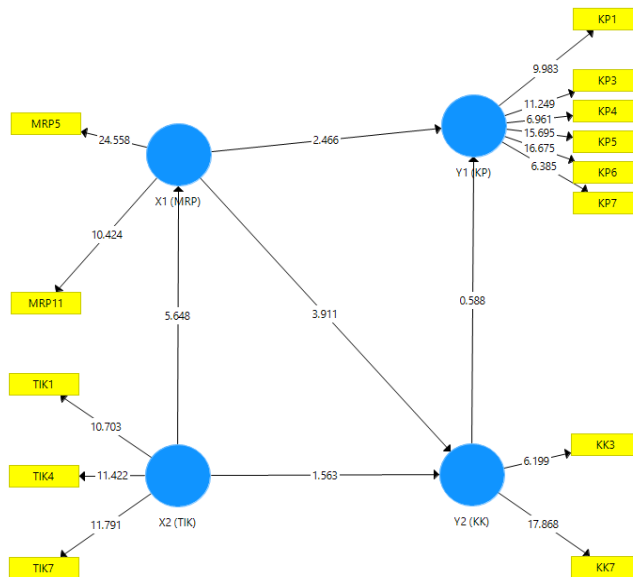 KP1
9.983
KP3
11.249
KP4
6.961
MRP5
24.558
2.466
15.695
KP5
16.675
KP6
6.385
Y1 (KP)
KP7
X1 (MRP)
10.424
MRP11
5.648
3.911
0.588
TIK1
10.703
KK3
6.199
TIK4
11.422
1.563
X2 (TIK)
Y2 (KK)
17.868
11.791
TIK7
KK7